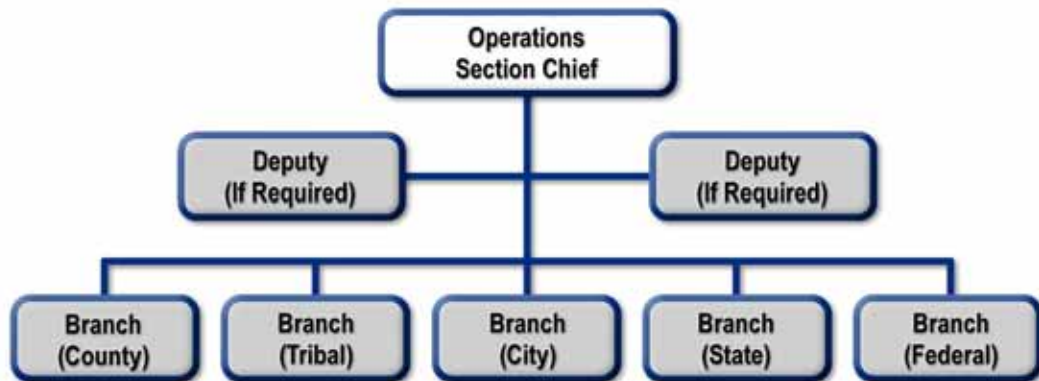 Operations
Section Chief
Deputy
(If Required)
Deputy
(If Required)
Branch
(County)
Branch
(Tribal)
Branch
(City)
Branch
(State)
Branch
(Federal)